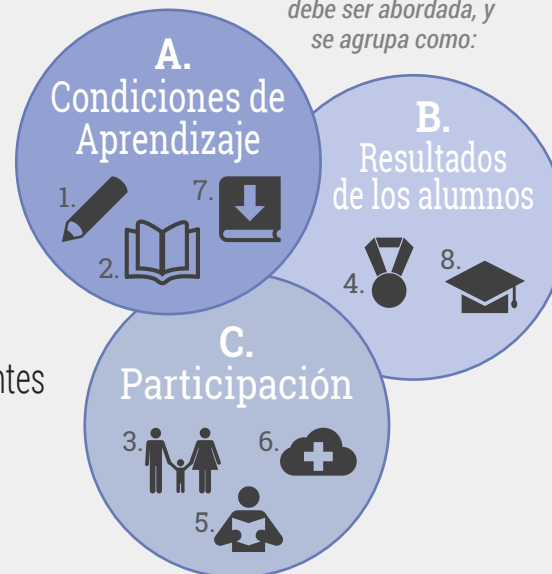 debe ser abordada, y
se agrupa como:
A.
Condiciones de
Aprendizaje
1.
7.
2.
B.
Resultados
de los alumnos
4.
8.
ntes
C.
Participación
3.
6.
5.